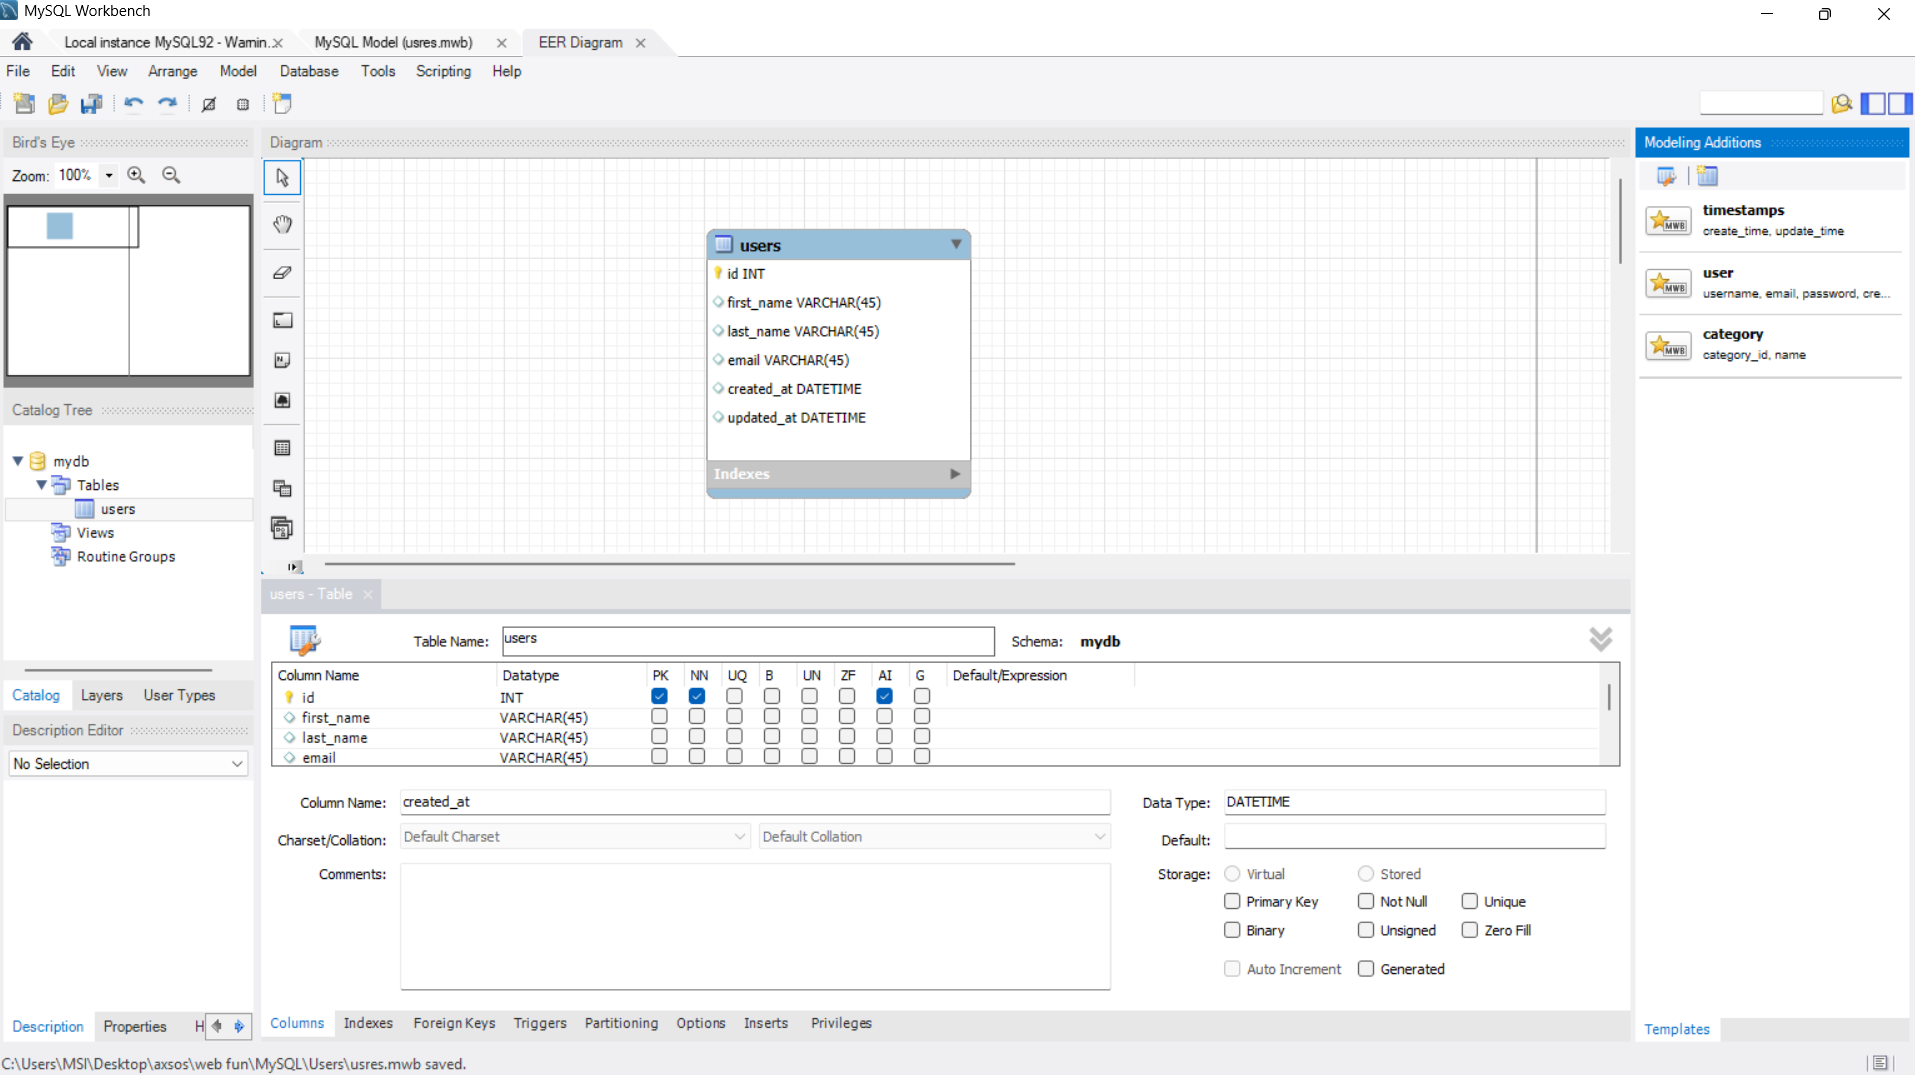 MySQL Workbench
Local instance MySQL92 - Warnin...
MySQL Model (usres.mwb)
EER Diagram
File Edit View Arrange Model Database Tools Scripting Help
Bird's Eye
Zoom: 100%
Diagram
Modeling Additions
timestamps
create_time, update_time
user
username, email, password, cre...
category
category_id, name
users
id INT
first_name VARCHAR(45)
last_name VARCHAR(45)
email VARCHAR(45)
created_at DATETIME
updated_at DATETIME
Indexes
Catalog Tree
mydb
Tables
users
Views
Routine Groups
Catalog Layers User Types
Description Editor
No Selection
Description Properties H
users - Table
Table Name: users Schema: mydb
Column Name Datatype PK NN UQ B UN ZF AI G Default/Expression
id INT
first_name VARCHAR(45)
last_name VARCHAR(45)
email VARCHAR(45)
Column Name: created_at Data Type: DATETIME
Charset/Collation: Default Charset Default Collation Default:
Comments: Storage: Virtual Stored
Primary Key Not Null Unique
Binary Unsigned Zero Fill
Auto Increment Generated
Columns Indexes Foreign Keys Triggers Partitioning Options Inserts Privileges
Templates
C:\Users\MSI\Desktop\axsos\web fun\MySQL\Users\usres.mwb saved.